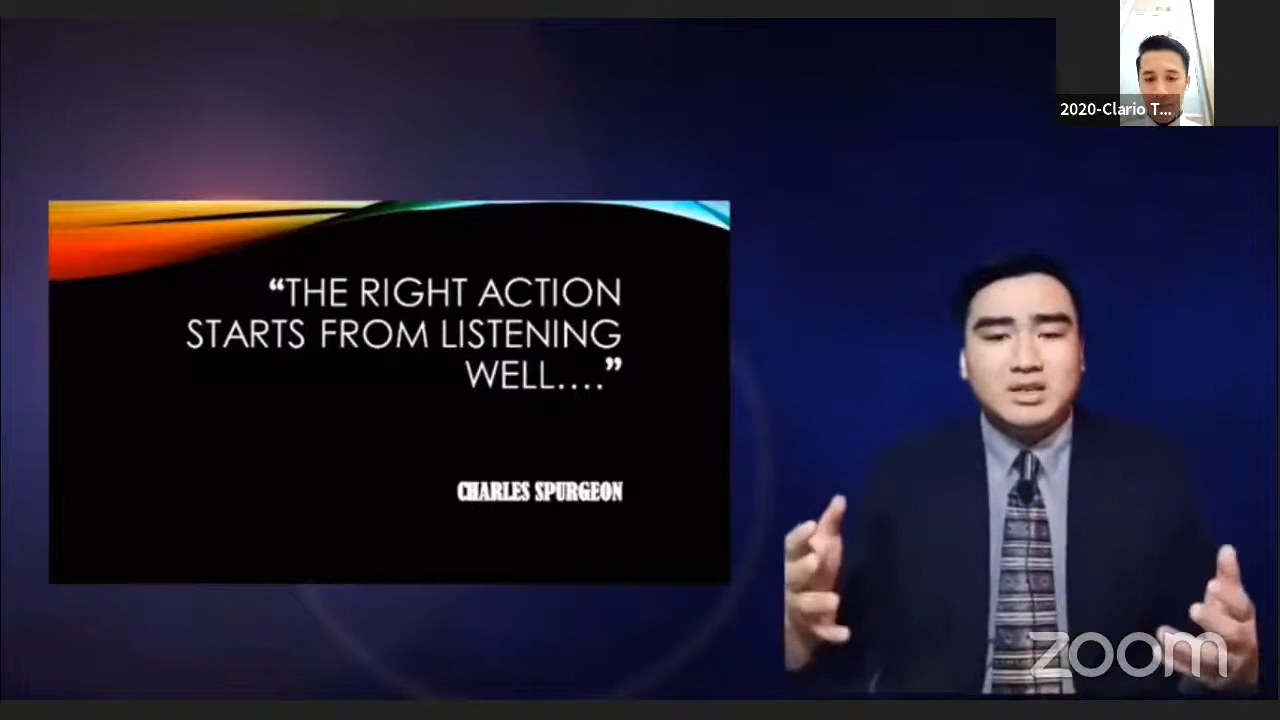 2020-Clario T...
“THE RIGHT ACTION
STARTS FROM LISTENING
WELL....”
CHARLES SPURGEON
zoom